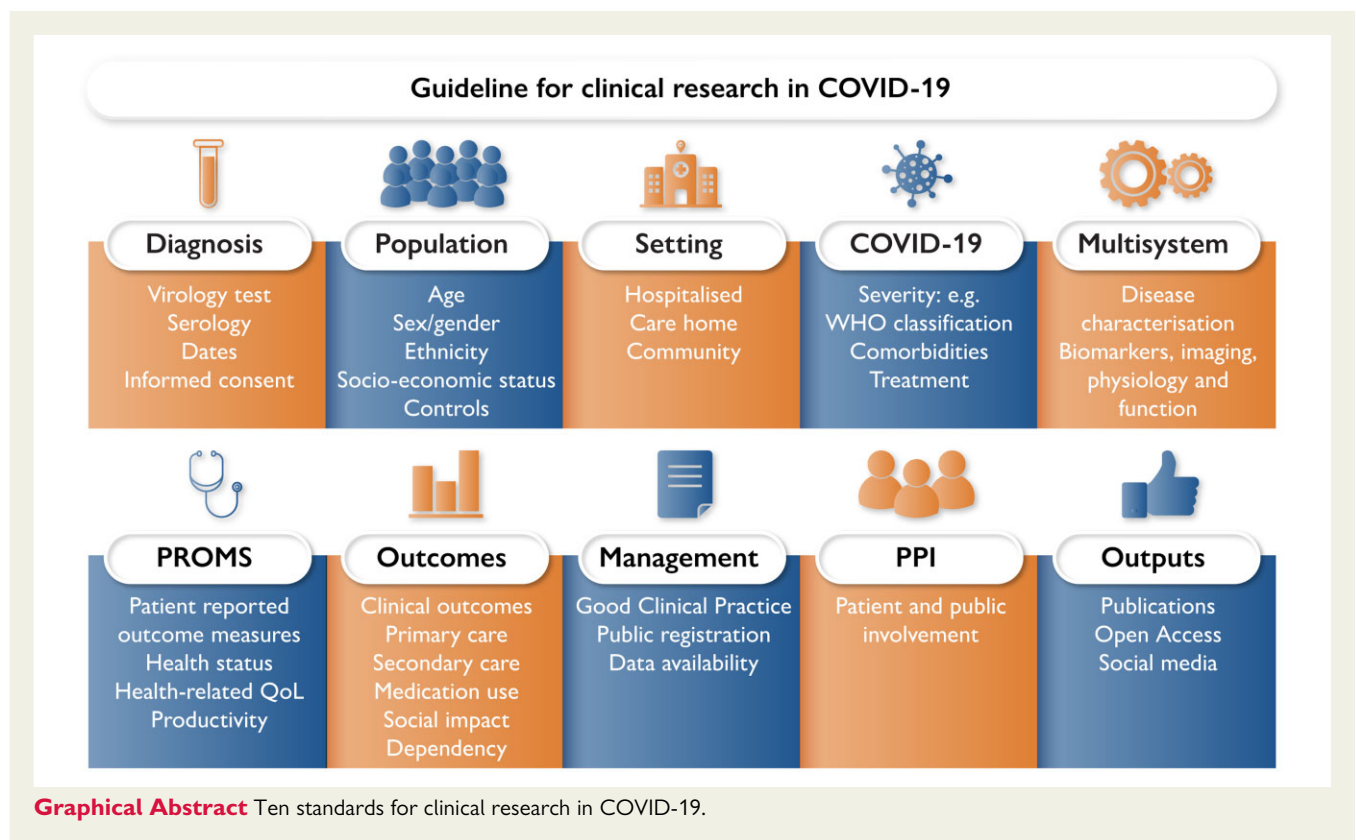 Guideline for clinical research in COVID-19
Diagnosis
Virology test
Serology
Dates
Informed consent
Population
Age
Sex/gender
Ethnicity
Socio-economic status
Controls
Setting
Hospitalised
Care home
Community
COVID-19
Severity: e.g.
WHO classification
Comorbidities
Treatment
Multisystem
Disease
characterisation
Biomarkers, imaging,
physiology and
function
PROMS
Patient reported
outcome measures
Health status
Health-related QoL
Productivity
Outcomes
Clinical outcomes
Primary care
Secondary care
Medication use
Social impact
Dependency
Management
Good Clinical Practice
Public registration
Data availability
PPI
Patient and public
involvement
Outputs
Publications
Open Access
Social media
Graphical Abstract Ten standards for clinical research in COVID-19.